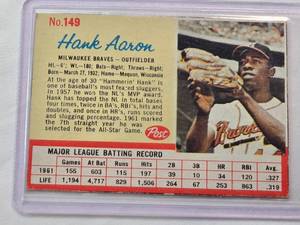 No.149
Hank Aaron
MILWAUKEE BRAVES - OUTFIELDER
Ht.-6'; Wt.-180; Bats-Right; Throws-Right;
Born-March 27, 1932; Home-Mequon, Wisconsin
At the age of 30 "Hammerin' Hank" is
one of baseball's most feared sluggers.
In 1957 he won the NL's MVP award.
Hank has topped the NL in total bases
four times, twice in BA's, RBI's, hits and
doubles, and once in HR's, runs scored
and slugging percentage. 1961 marked
the 7th straight year he was
selected for the All-Star Game.
Post
Braves
MAJOR LEAGUE BATTING RECORD
Games At Bat Runs Hits 2B 3B HR RBI Avg.
1961 155 603 115 197 39 10 34 120 .327
LIFE 1,194 4,717 829 1,506 264 63 253 863 .319